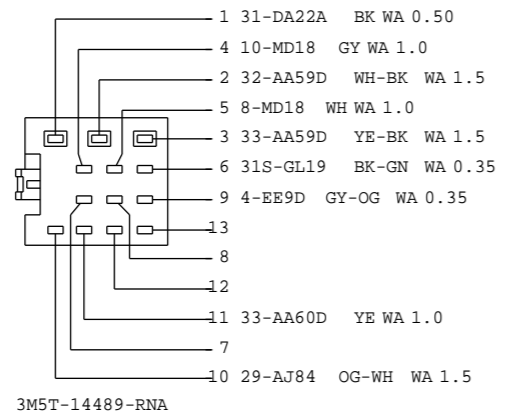 1 31-DA22A BK WA 0.50
4 10-MD18 GY WA 1.0
2 32-AA59D WH-BK WA 1.5
5 8-MD18 WH WA 1.0
3 33-AA59D YE-BK WA 1.5
6 31S-GL19 BK-GN WA 0.35
9 4-EE9D GY-OG WA 0.35
13
8
12
11 33-AA60D YE WA 1.0
7
10 29-AJ84 OG-WH WA 1.5
3M5T-14489-RNA